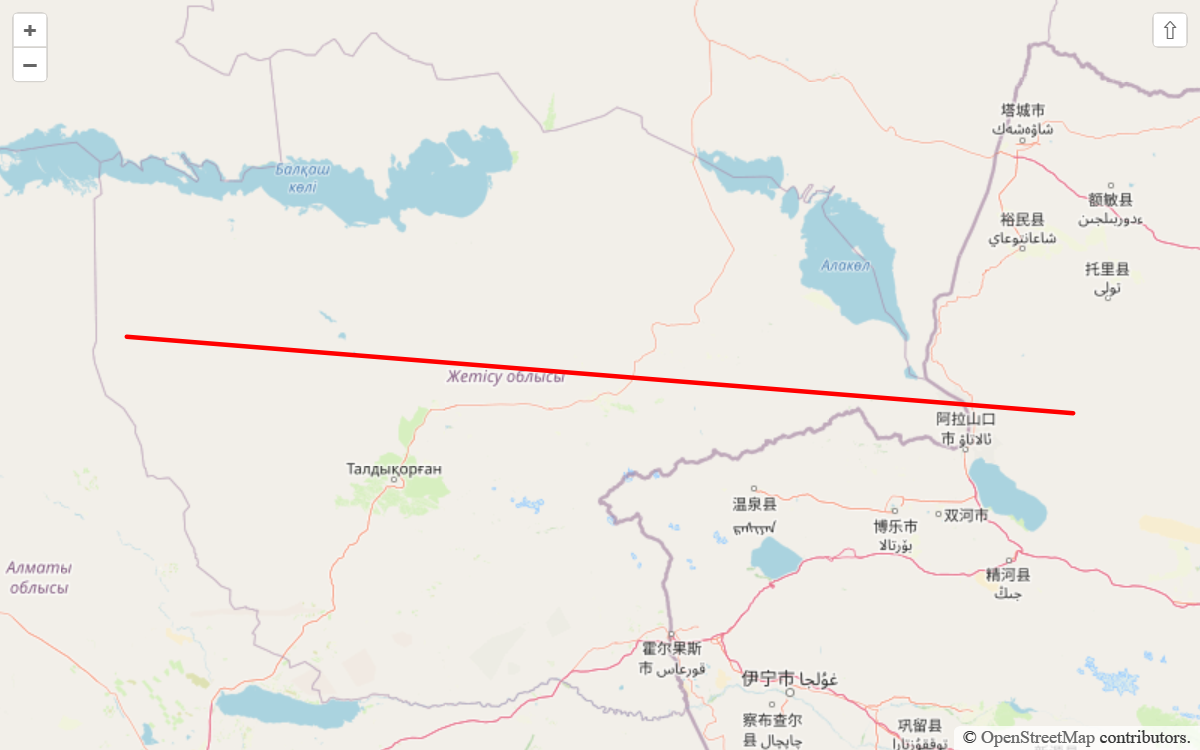 塔城市
شاۋەشەك
Балқаш
көлі
额敏县
دوربىلجىن
裕民县
شاعانتوعاي
Алакөл
托里县
تولى
Жетісу облысы
阿拉山口
市 ئالاتاۋ
Талдықорған
温泉县
双河市
博乐市
بۆرتالا
Алматы
облысы
精河县
جىڭ
霍尔果斯
市 قورعاس
伊宁市 غۇلجا
察布查尔
县 چاپچال
巩留县
توققۇزتارا
© OpenStreetMap contributors.